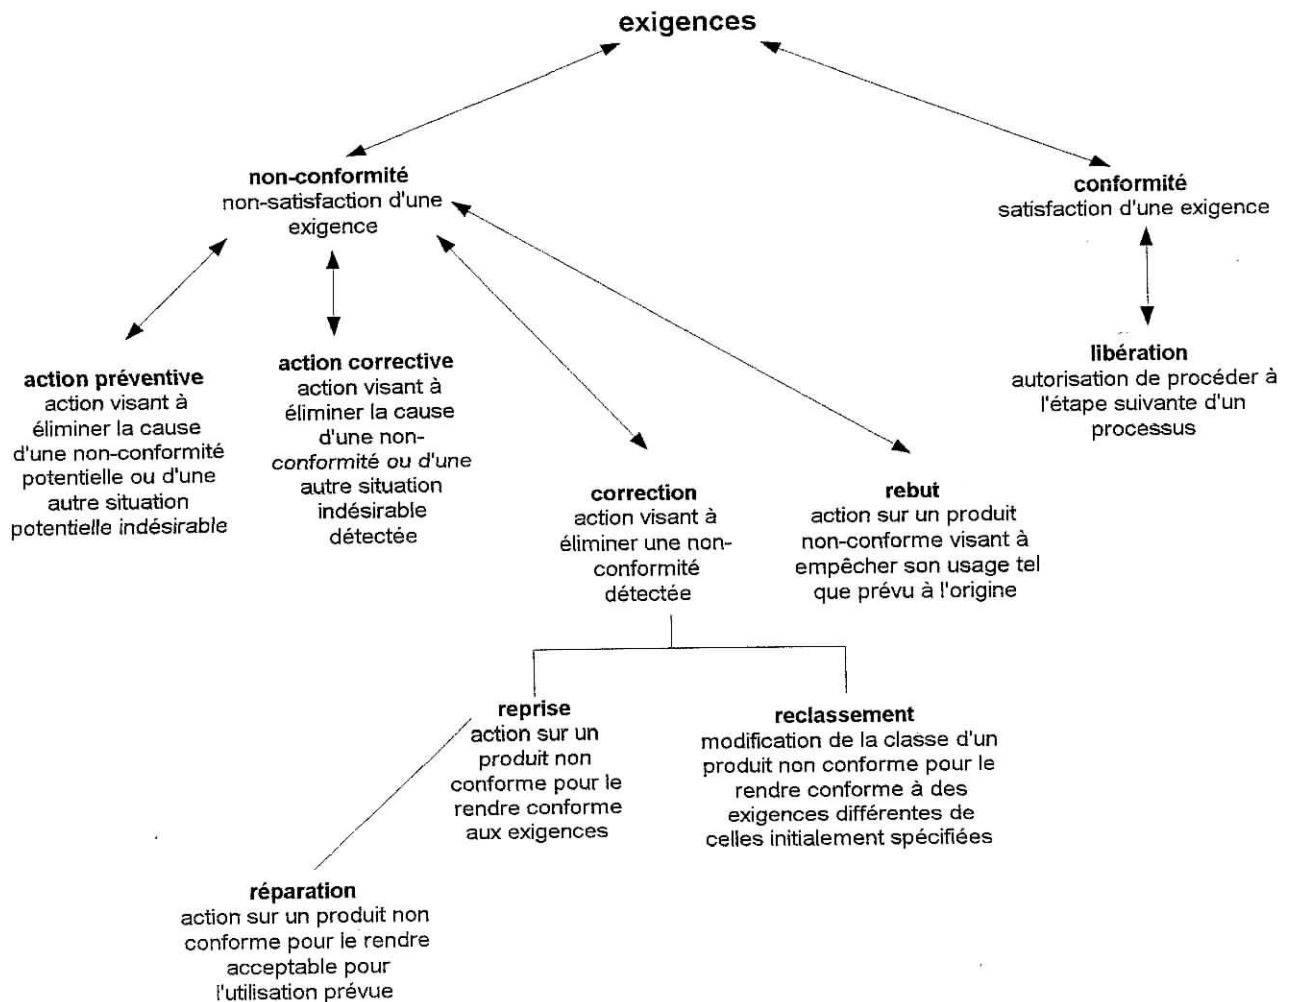 exigences
non-conformité
non-satisfaction d'une
exigence
conformité
satisfaction d'une exigence
action préventive
action visant à
éliminer la cause
d'une non-conformité
potentielle ou d'une
autre situation
potentielle indésirable
action corrective
action visant à
éliminer la cause
d'une non-
conformité ou d'une
autre situation
indésirable
détectée
correction
action visant à
éliminer une non-
conformité
détectée
rebut
action sur un produit
non-conforme visant à
empêcher son usage tel
que prévu à l'origine
libération
autorisation de procéder à
l'étape suivante d'un
processus
reprise
action sur un
produit non
conforme pour le
rendre conforme
aux exigences
reclassement
modification de la classe d'un
produit non conforme pour le
rendre conforme à des
exigences différentes de
celles initialement spécifiées
réparation
action sur un produit non
conforme pour le rendre
acceptable pour
l'utilisation prévue